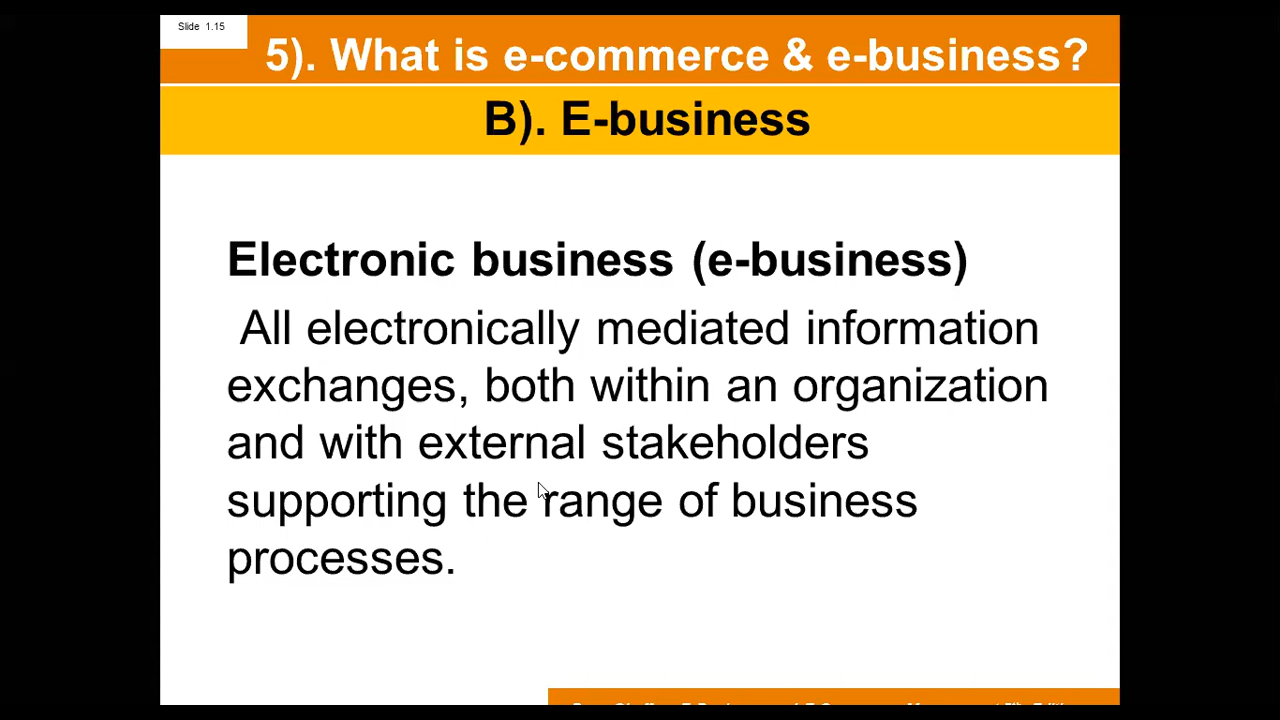 Slide 1.15
5). What is e-commerce & e-business?
B). E-business
Electronic business (e-business)
All electronically mediated information
exchanges, both within an organization
and with external stakeholders
supporting the range of business
processes.